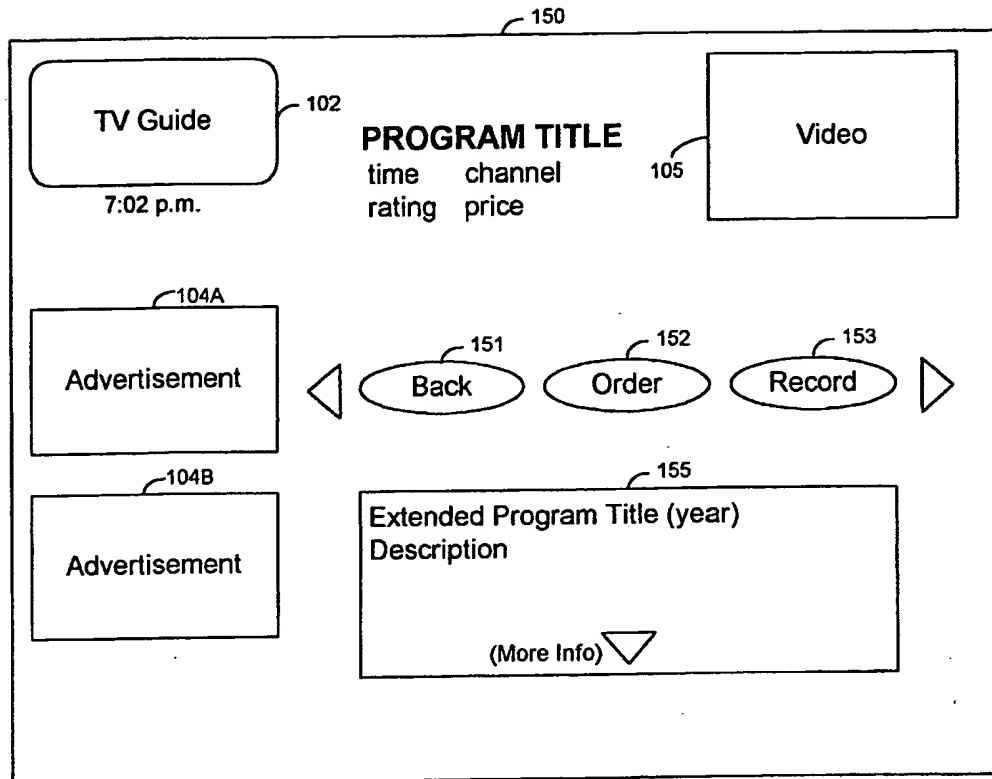 150
TV Guide
102
7:02 p.m.
PROGRAM TITLE
time channel
rating price
105
Video
104A
Advertisement
151
Back
152
Order
153
Record
104B
Advertisement
155
Extended Program Title (year)
Description
(More Info)